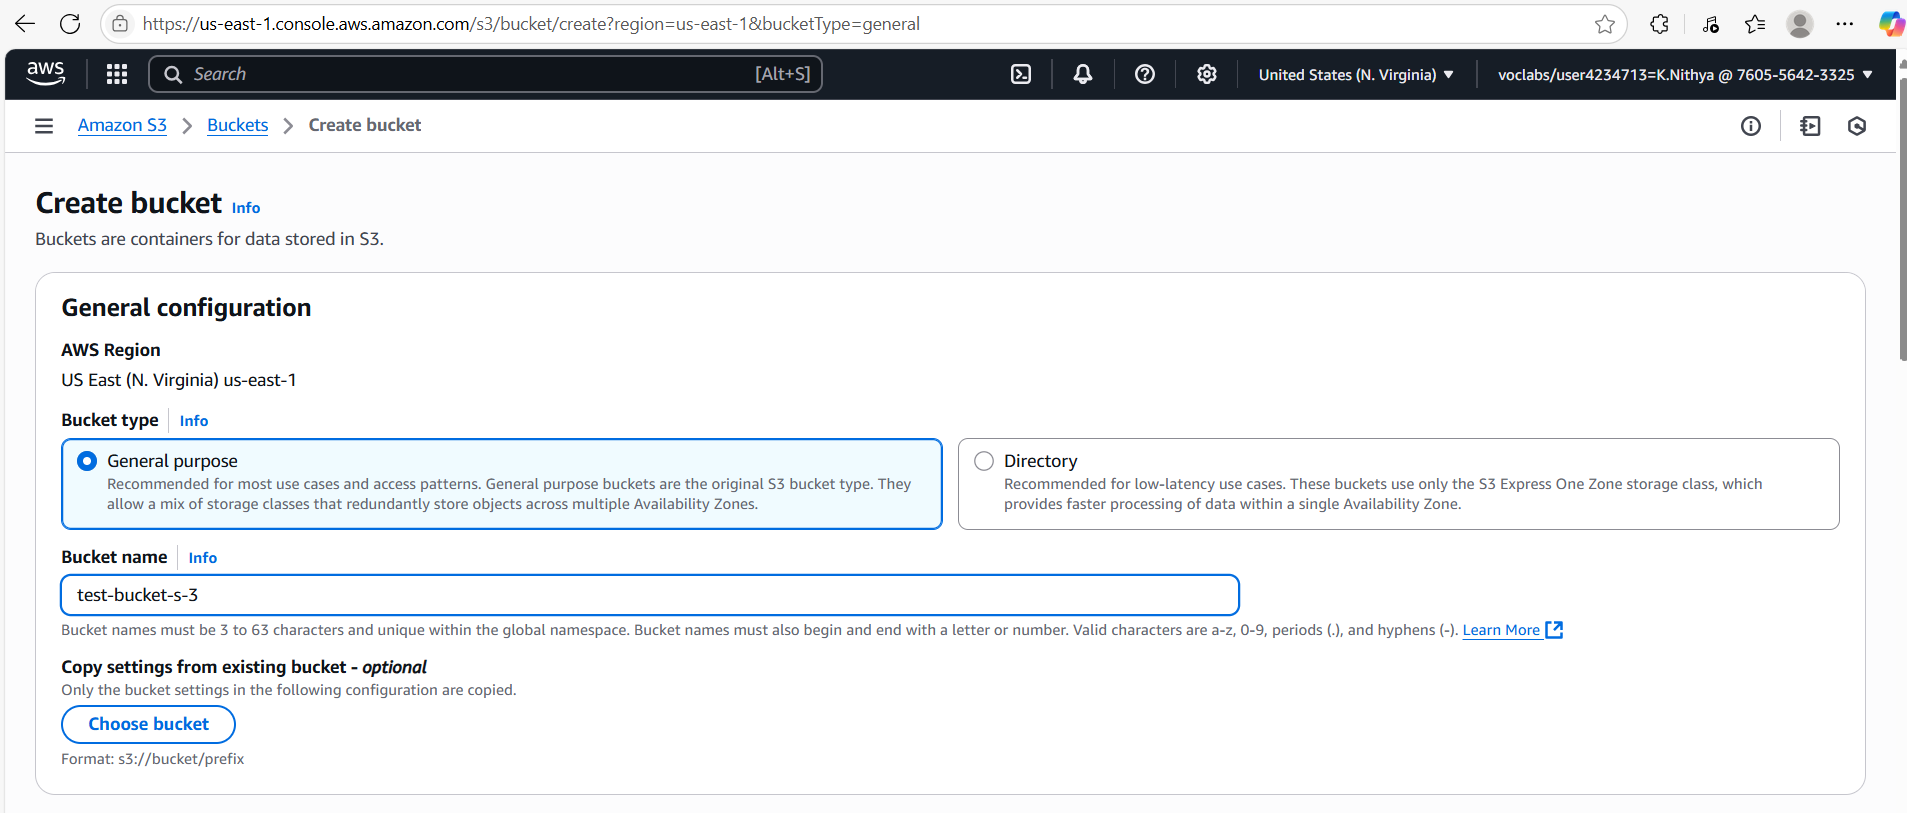 https://us-east-1.console.aws.amazon.com/s3/bucket/create?region=us-east-1&bucketType=general
aws
Search [Alt+S] United States (N. Virginia) ▼ voclabs/user4234713=K.Nithya @ 7605-5642-3325 ▼
Amazon S3 > Buckets > Create bucket
Create bucket Info
Buckets are containers for data stored in S3.
General configuration
AWS Region
US East (N. Virginia) us-east-1
Bucket type Info
General purpose
Recommended for most use cases and access patterns. General purpose buckets are the original S3 bucket type. They
allow a mix of storage classes that redundantly store objects across multiple Availability Zones.
Directory
Recommended for low-latency use cases. These buckets use only the S3 Express One Zone storage class, which
provides faster processing of data within a single Availability Zone.
Bucket name Info
test-bucket-s-3
Bucket names must be 3 to 63 characters and unique within the global namespace. Bucket names must also begin and end with a letter or number. Valid characters are a-z, 0-9, periods (.), and hyphens (-). Learn More
Copy settings from existing bucket - optional
Only the bucket settings in the following configuration are copied.
Choose bucket
Format: s3://bucket/prefix